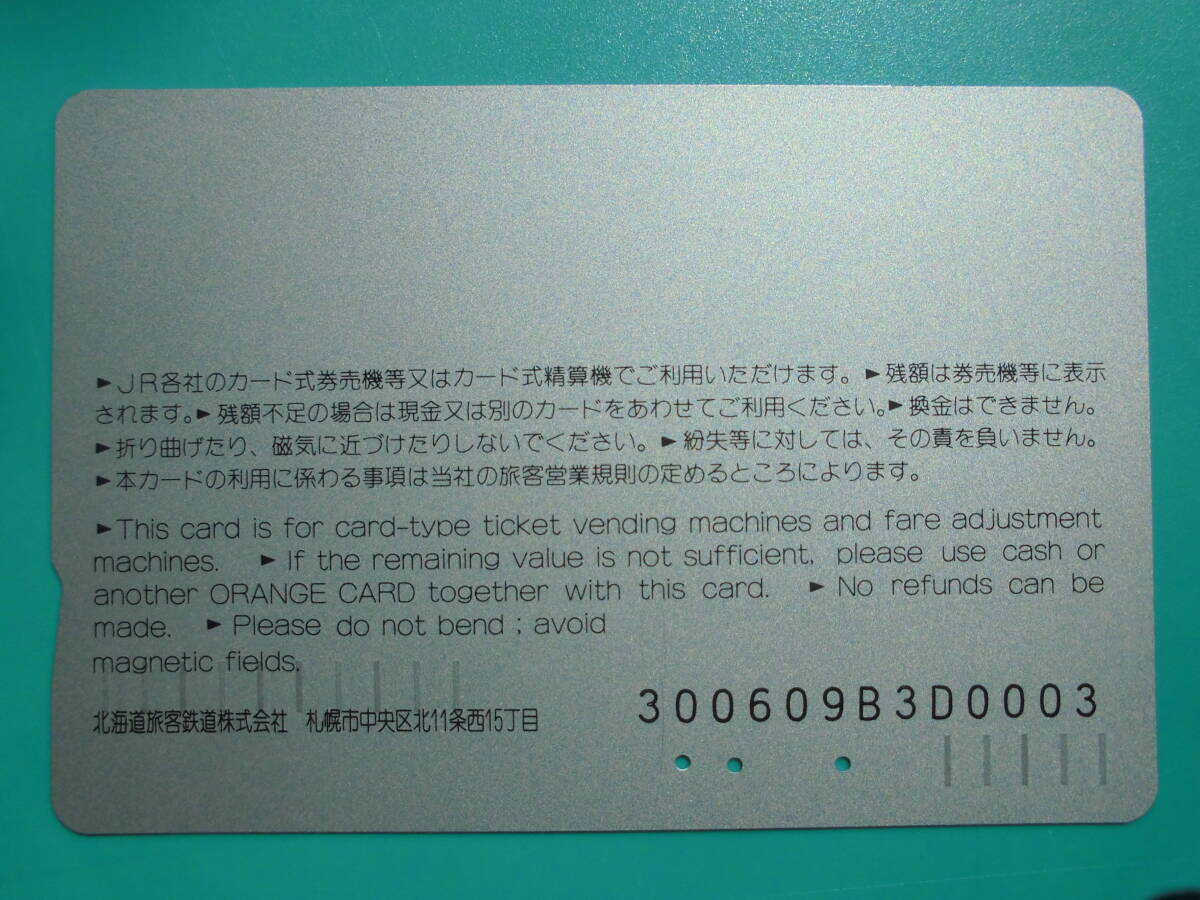 ►JR各社のカード式券売機等又はカード式精算機でご利用いただけます。►残額は券売機等に表示
されます。►残額不足の場合は現金又は別のカードをあわせてご利用ください。►換金はできません。
►折り曲げたり、磁気に近づけたりしないでください。►紛失等に対しては、その責を負いません。
►本カードの利用に係わる事項は当社の旅客営業規則の定めるところによります。
►This card is for card-type ticket vending machines and fare adjustment
machines. ►If the remaining value is not sufficient, please use cash or
another ORANGE CARD together with this card. ►No refunds can be
made. ►Please do not bend ; avoid
magnetic fields.
北海道旅客鉄道株式会社 札幌市中央区北11条西15丁目
300609B3D0003